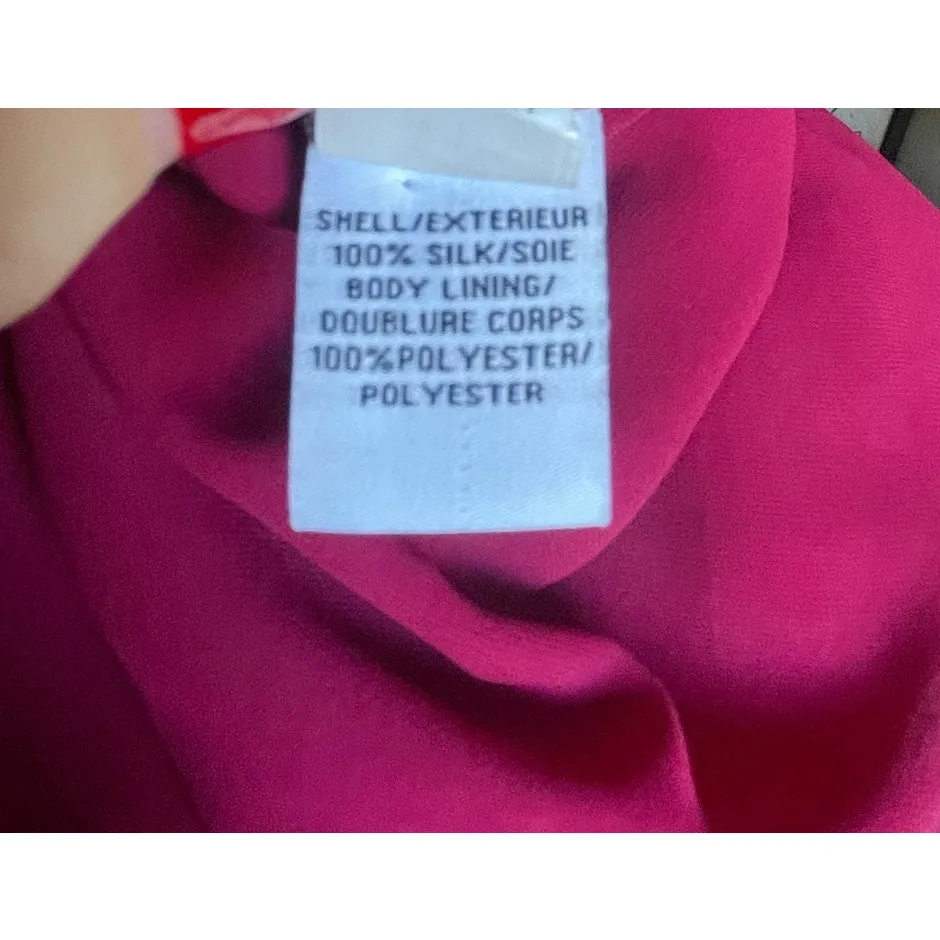 SHELL/EXTERIEUR
100% SILK/SOIE
BODY LINING/
DOUBLURE CORPS
100%POLYESTER/
POLYESTER